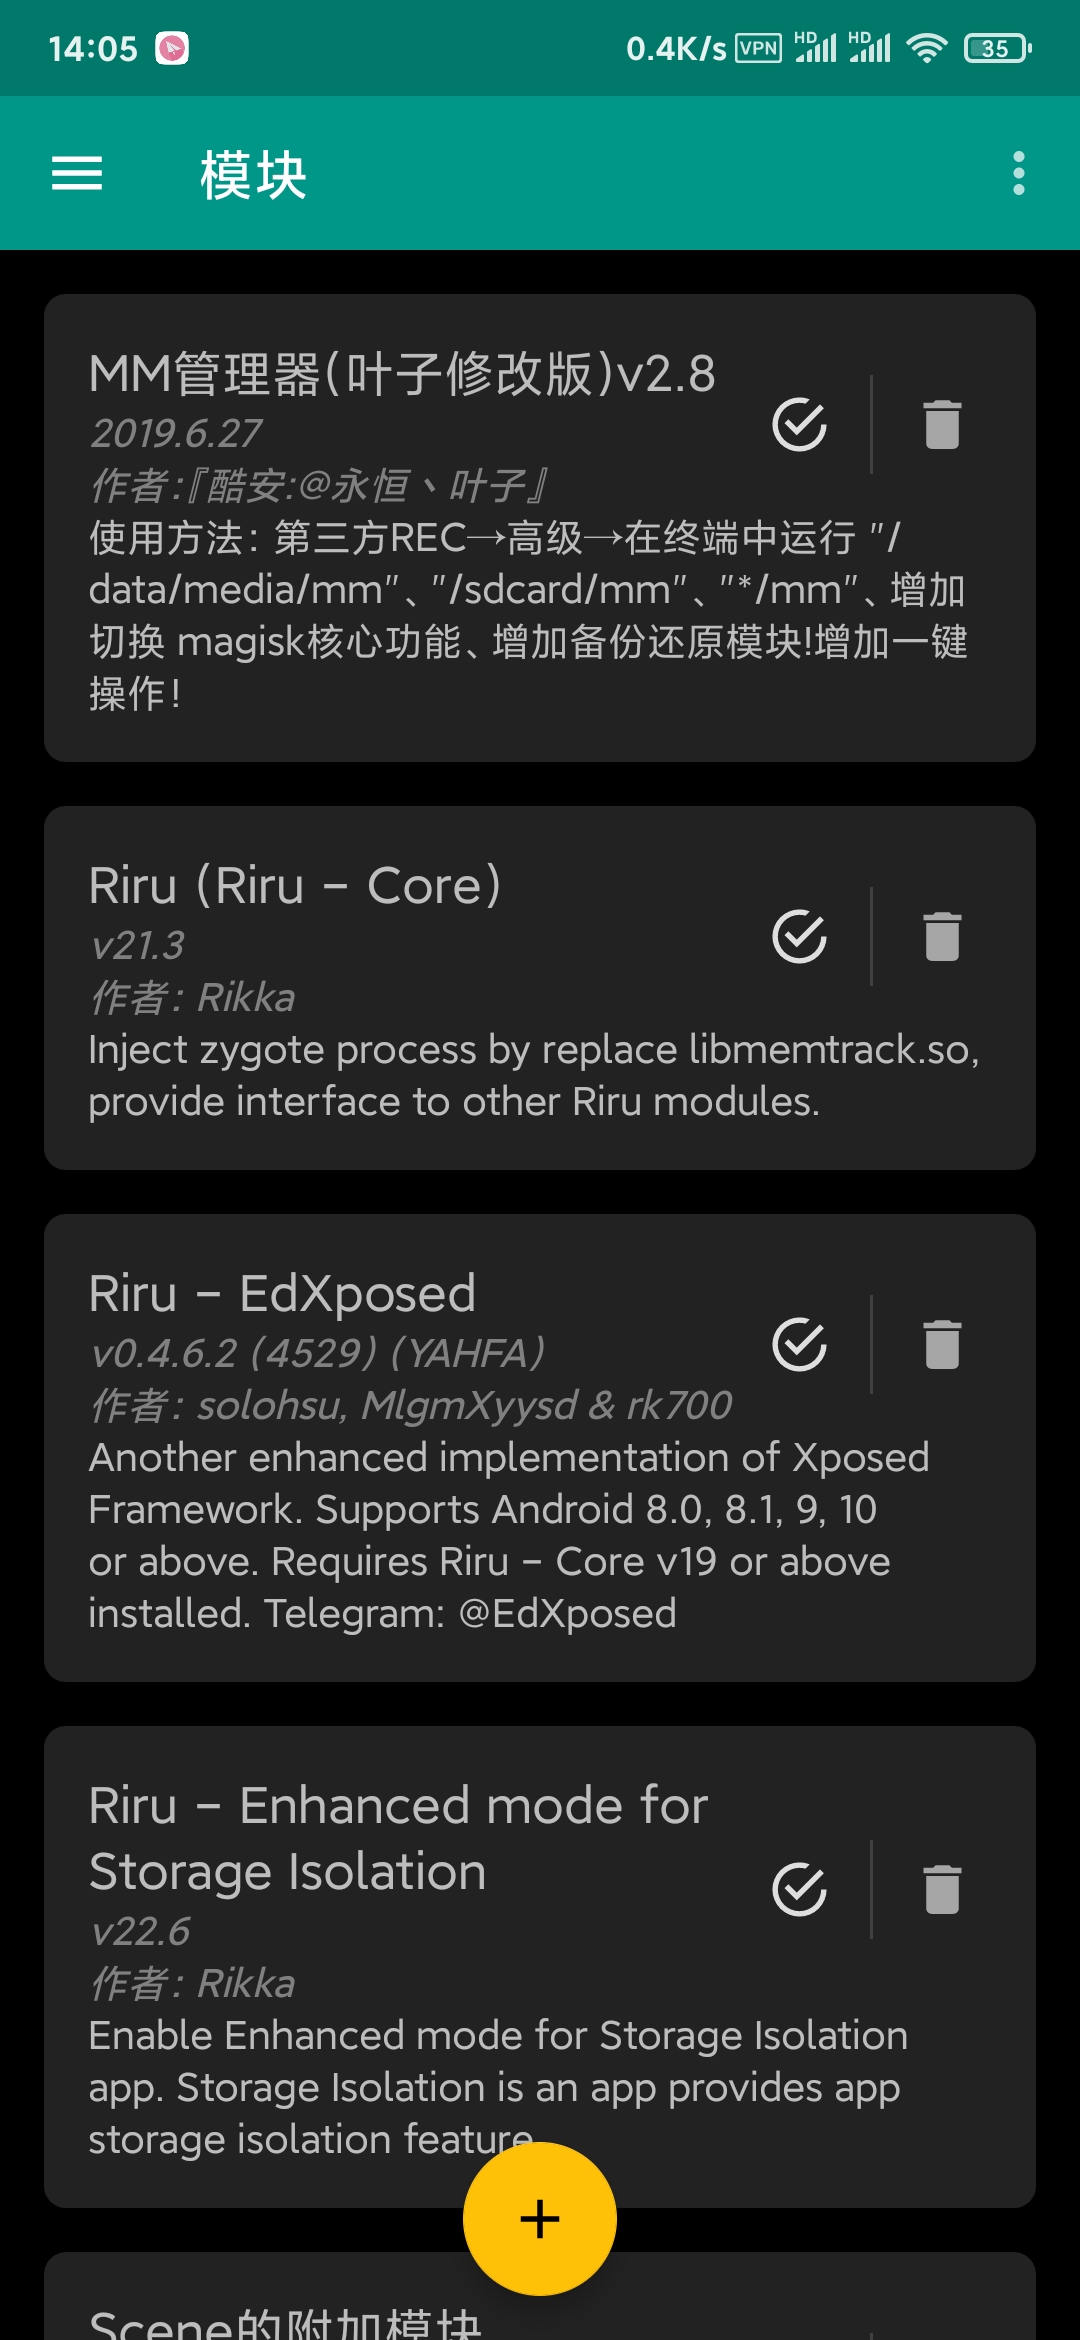 14:05 0.4K/s VPN HD HD 35
模块
MM管理器(叶子修改版)v2.8
2019.6.27
作者:『酷安:@永恒丶叶子』
使用方法: 第三方REC→高级→在终端中运行 "/
data/media/mm"、"/sdcard/mm"、"*/mm"、增加
切换 magisk核心功能、增加备份还原模块!增加一键
操作!
Riru (Riru - Core)
v21.3
作者: Rikka
Inject zygote process by replace libmemtrack.so,
provide interface to other Riru modules.
Riru - EdXposed
v0.4.6.2 (4529) (YAHFA)
作者: solohsu, MlgmXyysd & rk700
Another enhanced implementation of Xposed
Framework. Supports Android 8.0, 8.1, 9, 10
or above. Requires Riru - Core v19 or above
installed. Telegram: @EdXposed
Riru - Enhanced mode for
Storage Isolation
v22.6
作者: Rikka
Enable Enhanced mode for Storage Isolation
app. Storage Isolation is an app provides app
storage isolation feature
Scene的附加模块